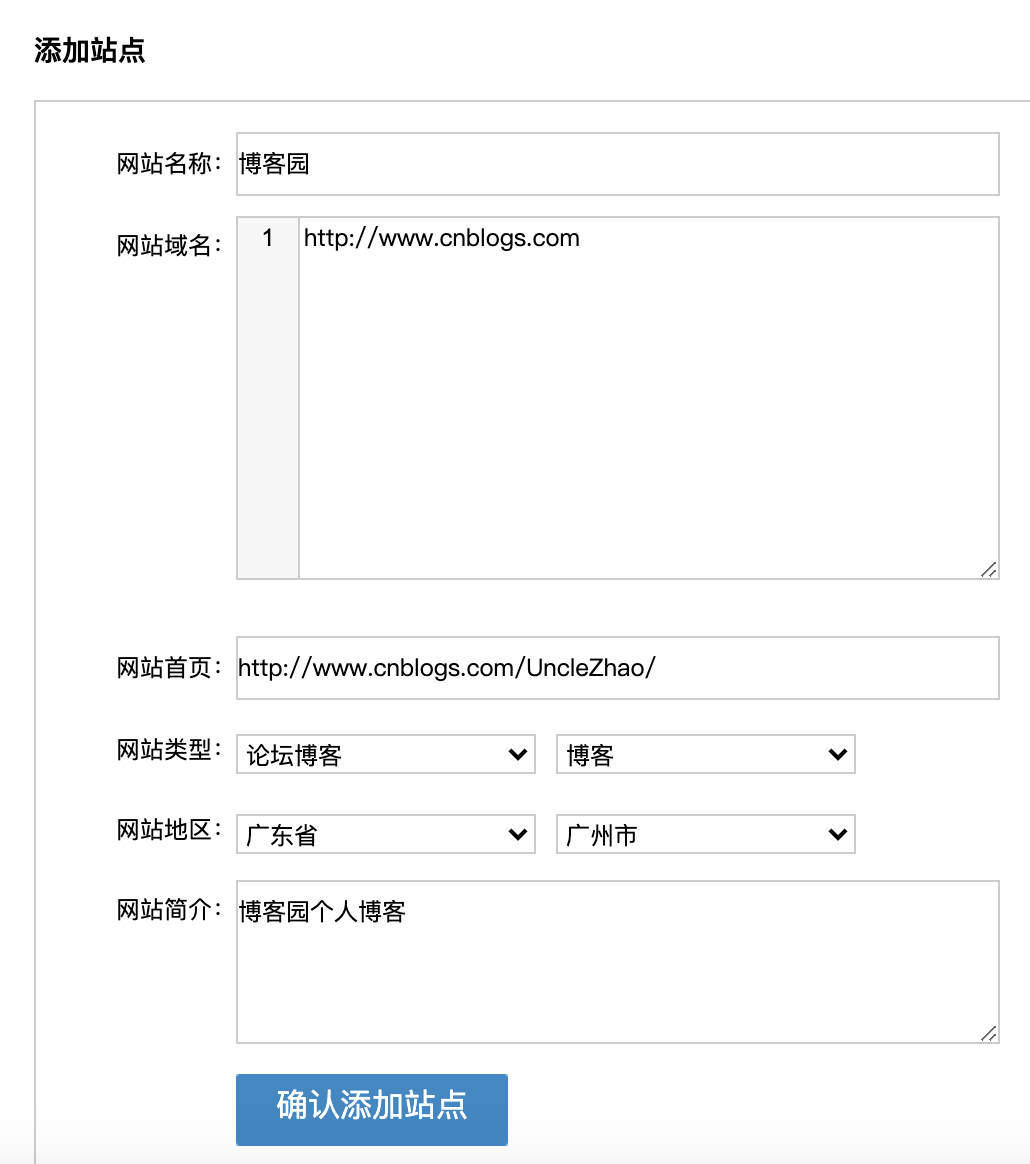 添加站点
网站名称： 博客园
网站域名： 1 http://www.cnblogs.com
网站首页： http://www.cnblogs.com/UncleZhao/
网站类型： 论坛博客 博客
网站地区： 广东省 广州市
网站简介： 博客园个人博客
确认添加站点